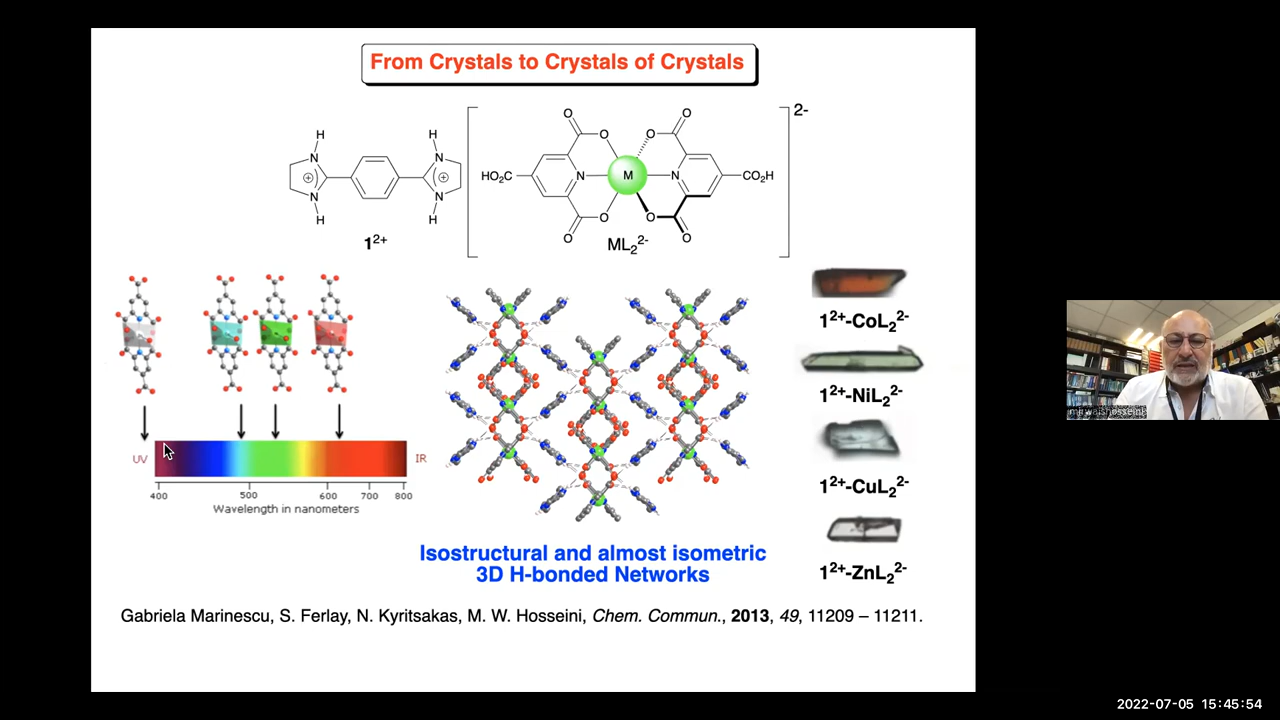 From Crystals to Crystals of Crystals
2-
H H O O
N N O O
HO₂C N M N CO₂H
N N O O
H H O O
1²⁺ ML₂²⁻
1²⁺-CoL₂²⁻
1²⁺-NiL₂²⁻
1²⁺-CuL₂²⁻
1²⁺-ZnL₂²⁻
UV IR
400 500 600 700 800
Wavelength in nanometers
Isostructural and almost isometric
3D H-bonded Networks
Gabriela Marinescu, S. Ferlay, N. Kyritsakas, M. W. Hosseini, Chem. Commun., 2013, 49, 11209 – 11211.
2022-07-05 15:45:54